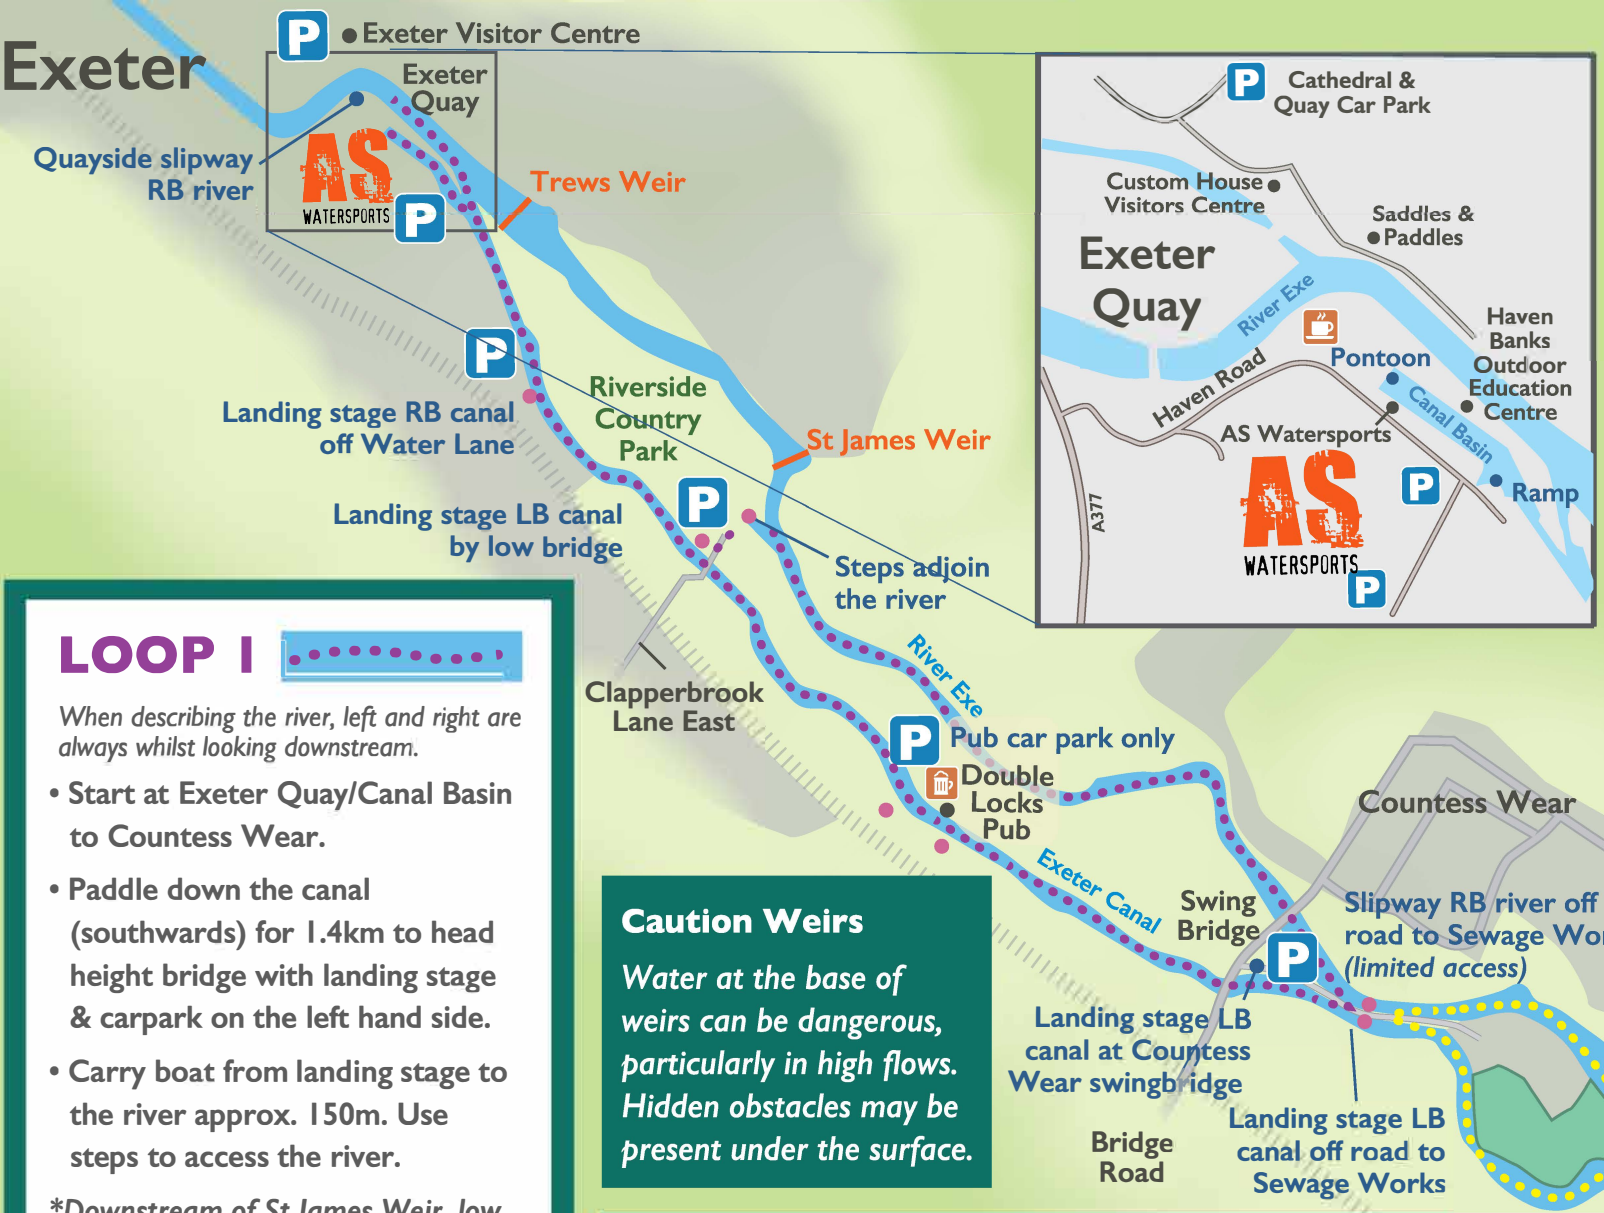 Exeter
P
Exeter Visitor Centre
Exeter
Quay
Quayside slipway
RB river
AS
WATERSPORTS
P
Trews Weir
P
Landing stage RB canal
off Water Lane
Riverside
Country
Park
St James Weir
P
Landing stage LB canal
by low bridge
Steps adjoin
the river
Clapperbrook
Lane East
River Exe
P
Pub car park only
Double
Locks
Pub
Exeter Canal
Countess Wear
Swing
Bridge
P
Slipway RB river off
road to Sewage Wo
(limited access)
Landing stage LB
canal at Countess
Wear swingbridge
Landing stage LB
canal off road to
Sewage Works
Bridge
Road
P
Cathedral &
Quay Car Park
Custom House
Visitors Centre
Saddles &
Paddles
Exeter
Quay
River Exe
Haven
Banks
Outdoor
Education
Centre
Pontoon
Haven Road
Canal Basin
AS Watersports
AS
WATERSPORTS
P
Ramp
A377
P
LOOP 1
When describing the river, left and right are
always whilst looking downstream.
• Start at Exeter Quay/Canal Basin
to Countess Wear.
• Paddle down the canal
(southwards) for 1.4km to head
height bridge with landing stage
& carpark on the left hand side.
• Carry boat from landing stage to
the river approx. 150m. Use
steps to access the river.
*Downstream of St James Weir, low
Caution Weirs
Water at the base of
weirs can be dangerous,
particularly in high flows.
Hidden obstacles may be
present under the surface.